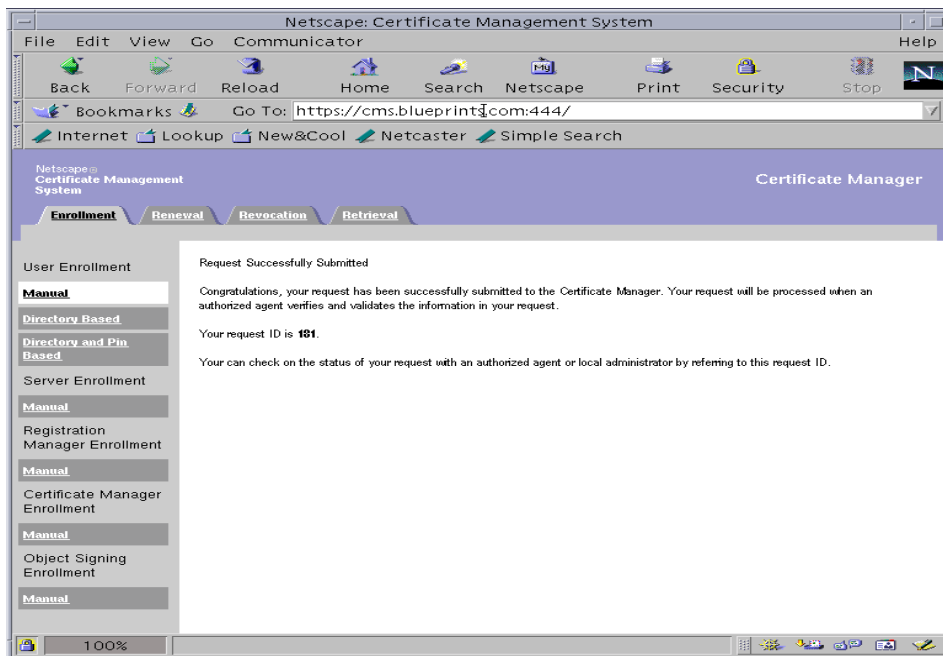 Netscape: Certificate Management System
File Edit View Go Communicator Help
Back Forward Reload Home Search Netscape Print Security Stop
My
N
Bookmarks Go To: https://cms.blueprints.com:444/
Internet Lookup New&Cool Netcaster Simple Search
Netscape®
Certificate Management
System
Certificate Manager
Enrollment Renewal Revocation Retrieval
User Enrollment
Manual
Directory Based
Directory and Pin
Based
Server Enrollment
Manual
Registration
Manager Enrollment
Manual
Certificate Manager
Enrollment
Manual
Object Signing
Enrollment
Manual
Request Successfully Submitted
Congratulations, your request has been successfully submitted to the Certificate Manager. Your request will be processed when an
authorized agent verifies and validates the information in your request.
Your request ID is 181.
Your can check on the status of your request with an authorized agent or local administrator by referring to this request ID.
100%